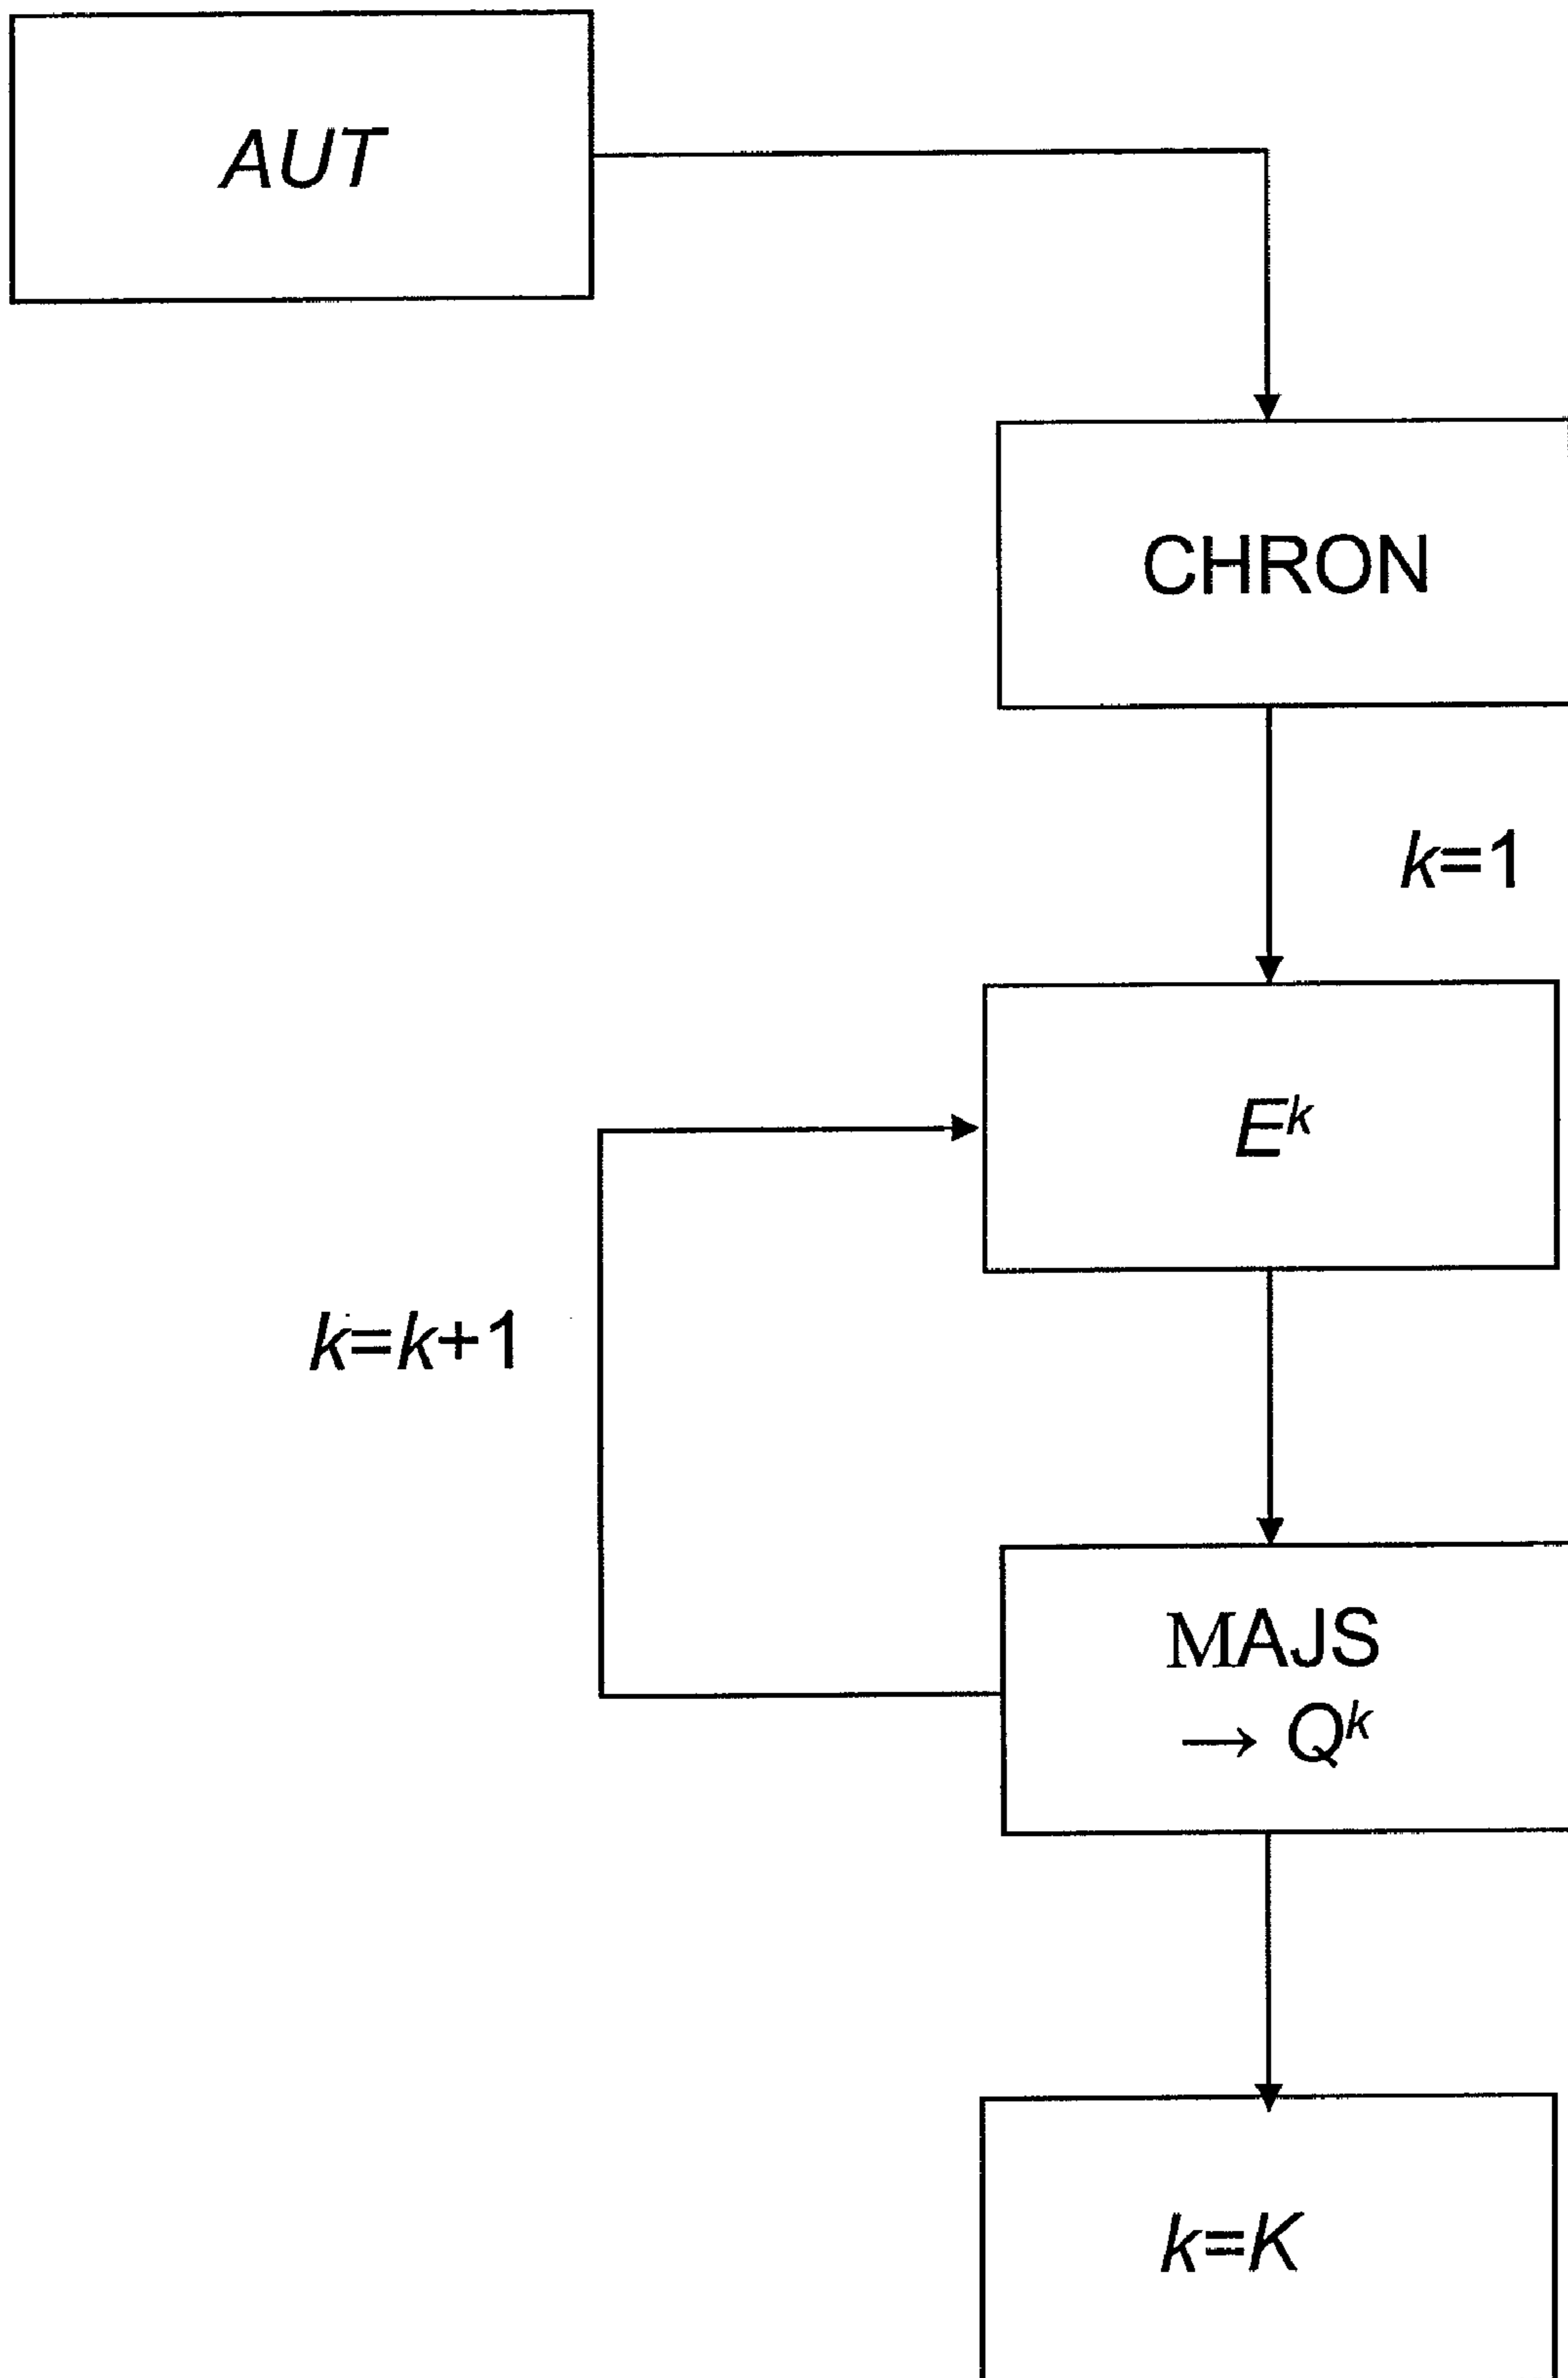 AUT
CHRON
k=1
E^k
k=k+1
MAJS
→ Q^k
k=K